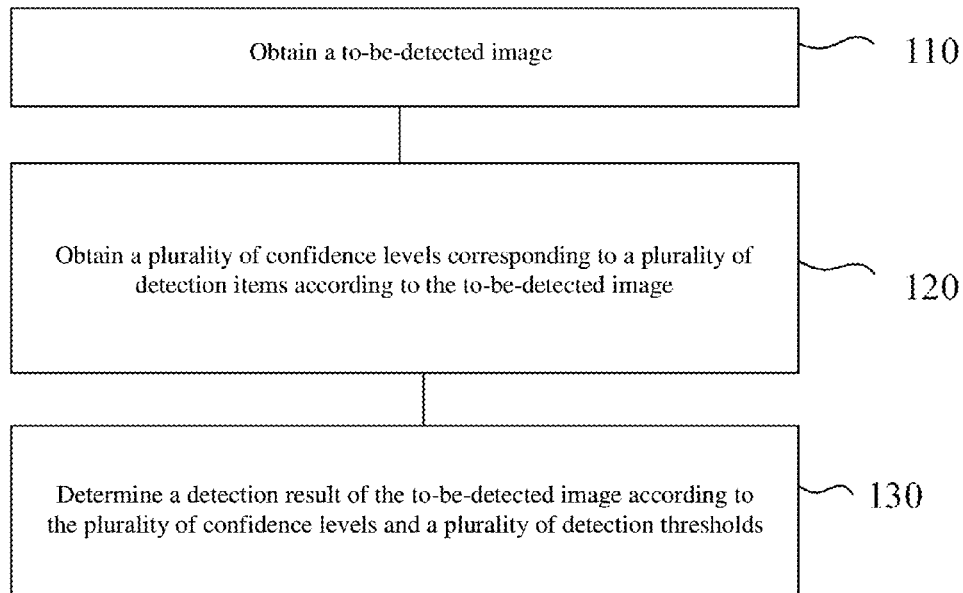 Obtain a to-be-detected image
110
Obtain a plurality of confidence levels corresponding to a plurality of
detection items according to the to-be-detected image
120
Determine a detection result of the to-be-detected image according to
the plurality of confidence levels and a plurality of detection thresholds
130